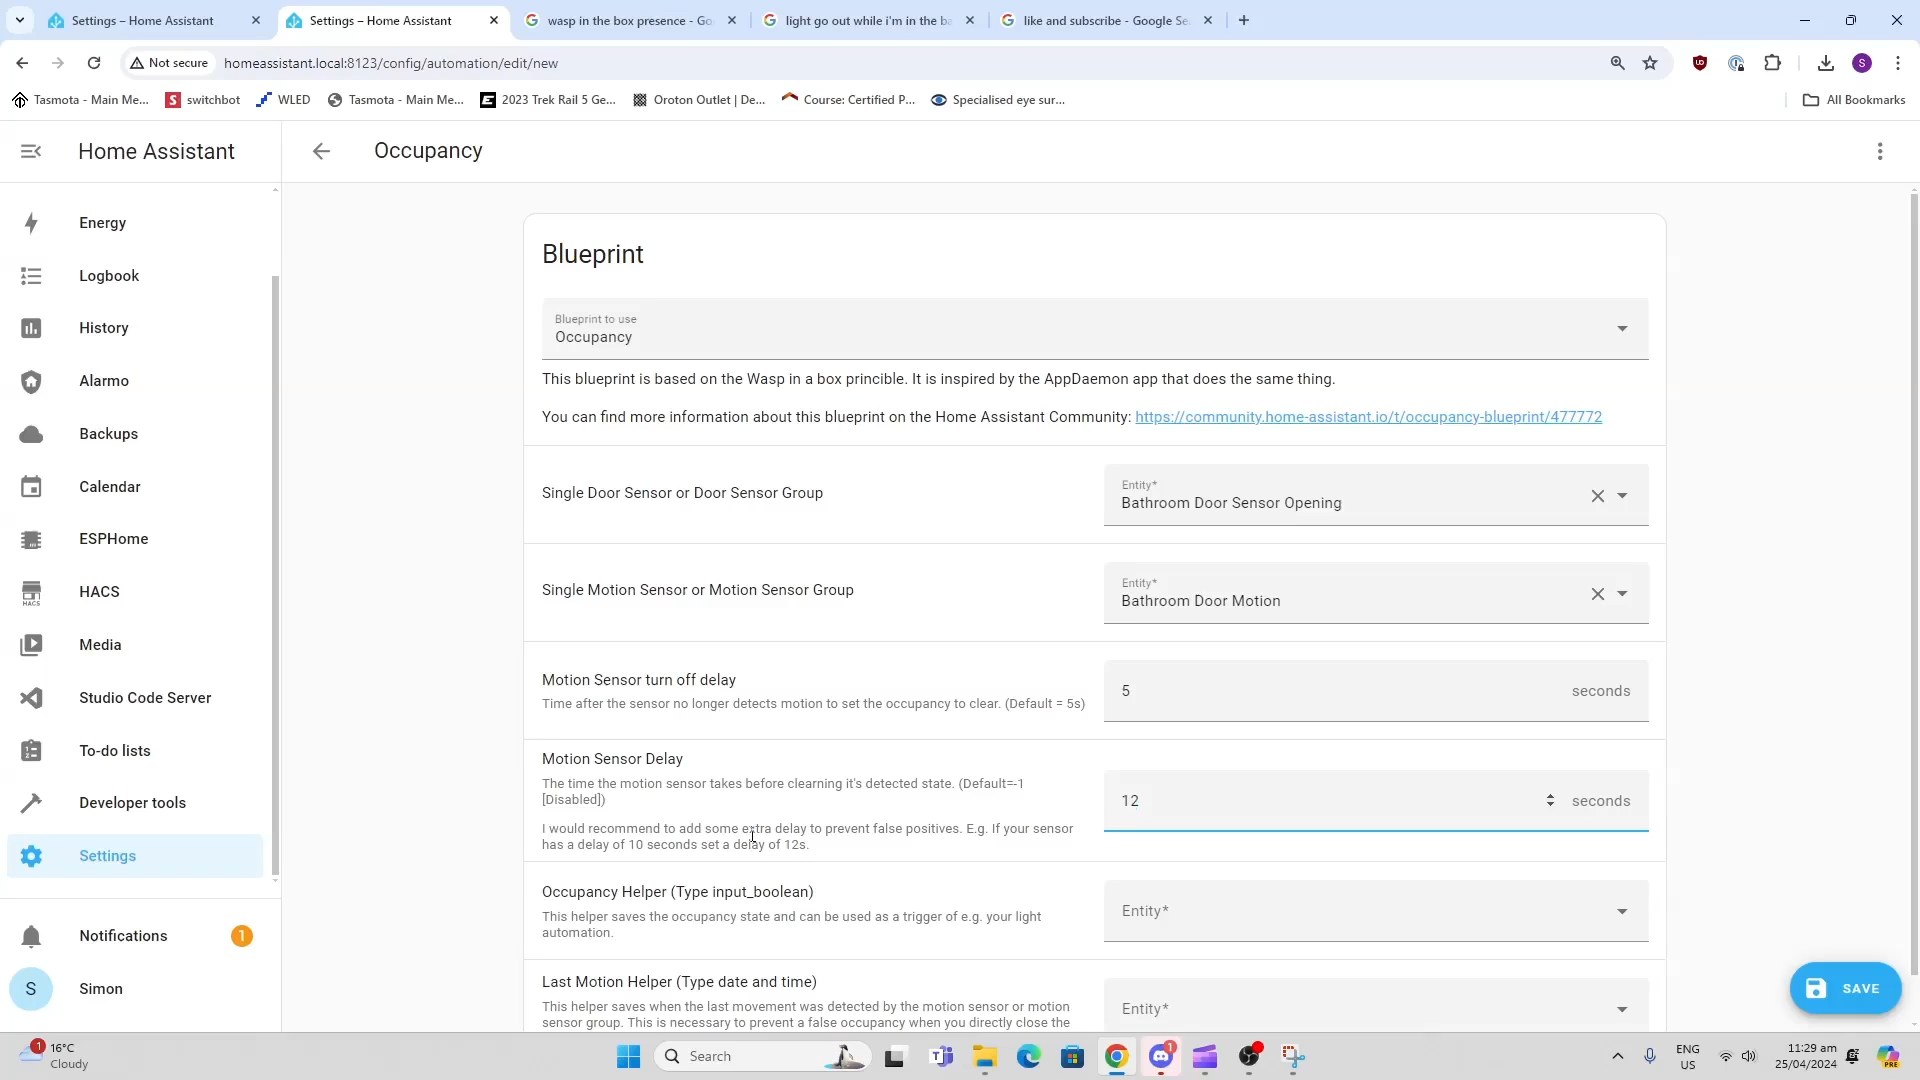 Settings – Home Assistant
Settings – Home Assistant
wasp in the box presence - Go
light go out while i'm in the ba
like and subscribe - Google Se
Not secure
homeassistant.local:8123/config/automation/edit/new
S
Tasmota - Main Me...
switchbot
WLED
Tasmota - Main Me...
2023 Trek Rail 5 Ge...
Oroton Outlet | De...
Course: Certified P...
Specialised eye sur...
All Bookmarks
Home Assistant
Occupancy
Energy
Logbook
History
Alarmo
Backups
Calendar
ESPHome
HACS
HACS
Media
Studio Code Server
To-do lists
Developer tools
Settings
Notifications
1
S
Simon
Blueprint
Blueprint to use
Occupancy
This blueprint is based on the Wasp in a box princible. It is inspired by the AppDaemon app that does the same thing.
You can find more information about this blueprint on the Home Assistant Community: https://community.home-assistant.io/t/occupancy-blueprint/477772
Single Door Sensor or Door Sensor Group
Entity*
Bathroom Door Sensor Opening
Single Motion Sensor or Motion Sensor Group
Entity*
Bathroom Door Motion
Motion Sensor turn off delay
Time after the sensor no longer detects motion to set the occupancy to clear. (Default = 5s)
5
seconds
Motion Sensor Delay
The time the motion sensor takes before clearning it's detected state. (Default=-1
[Disabled])
I would recommend to add some extra delay to prevent false positives. E.g. If your sensor
has a delay of 10 seconds set a delay of 12s.
12
seconds
Occupancy Helper (Type input_boolean)
This helper saves the occupancy state and can be used as a trigger of e.g. your light
automation.
Entity*
Last Motion Helper (Type date and time)
This helper saves when the last movement was detected by the motion sensor or motion
sensor group. This is necessary to prevent a false occupancy when you directly close the
Entity*
SAVE
1
16°C
Cloudy
Search
1
ENG
US
11:29 am
25/04/2024
PRE